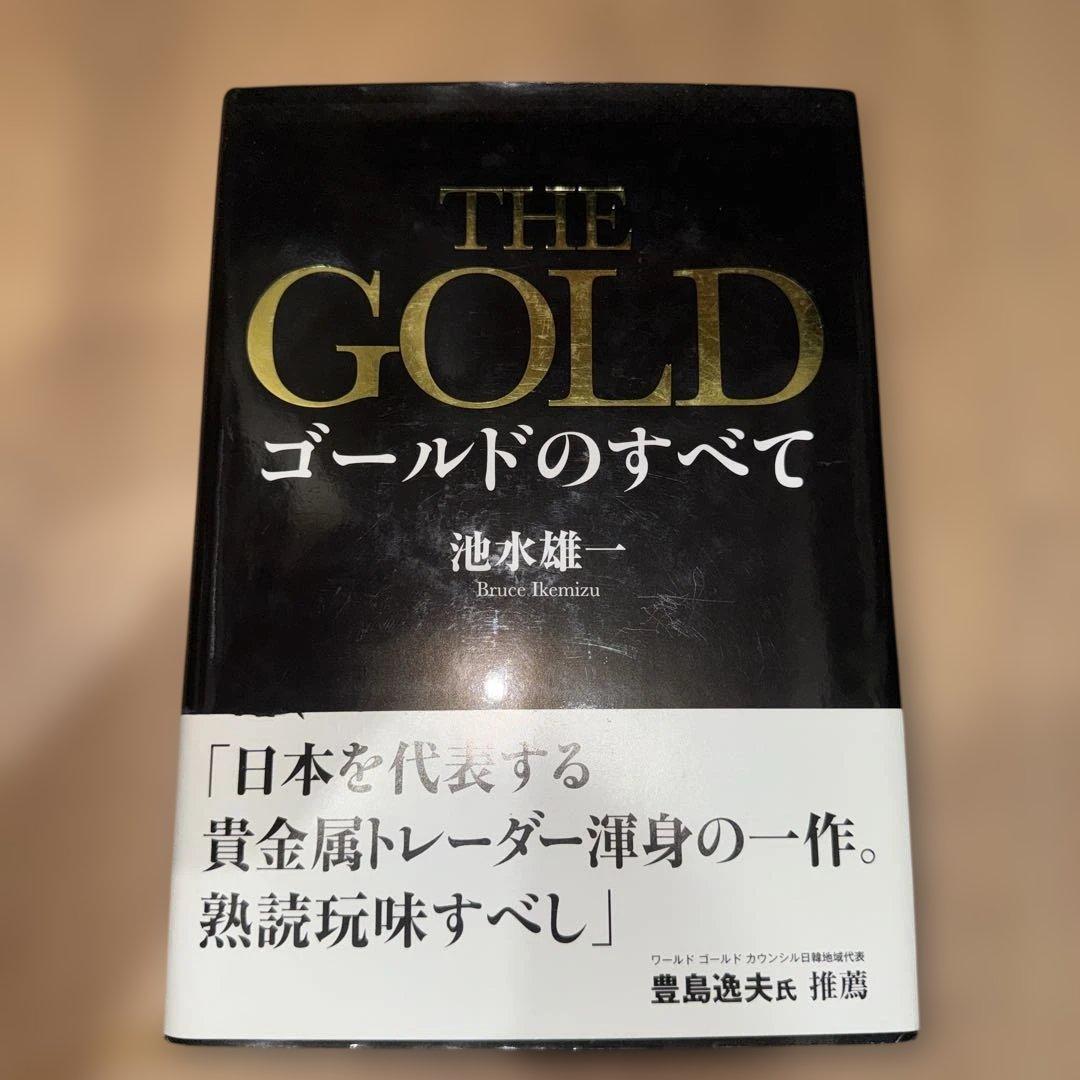 THE
GOLD
ゴールドのすべて
池水雄一
Bruce Ikemizu
「日本を代表する
貴金属トレーダー渾身の一作。
熟読玩味すべし」
ワールド ゴールド カウンシル日韓地域代表
豊島逸夫氏 推薦